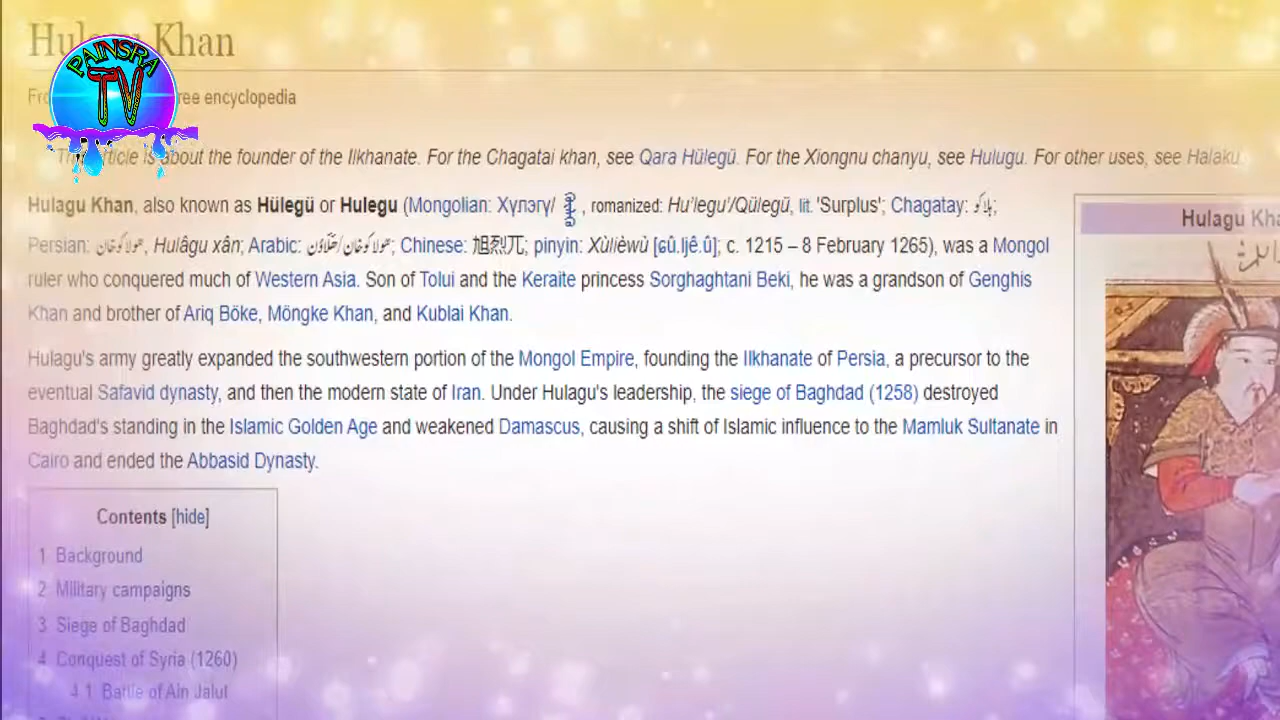 Hulagu Khan
PAINSRA
TV
ree encyclopedia
article is about the founder of the Ilkhanate. For the Chagatai khan, see Qara Hülegü. For the Xiongnu chanyu, see Hulugu. For other uses, see Halaku.
Hulagu Khan, also known as Hülegü or Hulegu (Mongolian: Хүлэгү/ , romanized: Hu'legu'/Qülegü, lit. 'Surplus'; Chagatay: ہلاکو;
Persian: هولاکوخان, Hulâgu xân; Arabic: هولاكو خان/; Chinese: 旭烈兀; pinyin: Xùlièwù [ɕû.ljê.û]; c. 1215 – 8 February 1265), was a Mongol
ruler who conquered much of Western Asia. Son of Tolui and the Keraite princess Sorghaghtani Beki, he was a grandson of Genghis
Khan and brother of Ariq Böke, Möngke Khan, and Kublai Khan.
Hulagu's army greatly expanded the southwestern portion of the Mongol Empire, founding the Ilkhanate of Persia, a precursor to the
eventual Safavid dynasty, and then the modern state of Iran. Under Hulagu's leadership, the siege of Baghdad (1258) destroyed
Baghdad's standing in the Islamic Golden Age and weakened Damascus, causing a shift of Islamic influence to the Mamluk Sultanate in
Cairo and ended the Abbasid Dynasty.
Hulagu Kha
Contents [hide]
1 Background
2 Military campaigns
3 Siege of Baghdad
4 Conquest of Syria (1260)
4.1 Battle of Ain Jalut